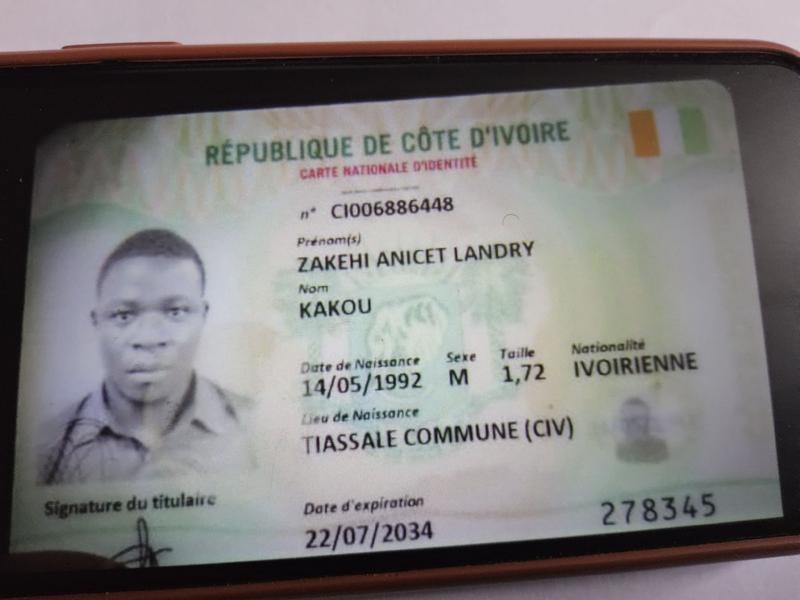 RÉPUBLIQUE DE CÔTE D'IVOIRE
CARTE NATIONALE D'IDENTITÉ
n° CI006886448
Prénom(s)
ZAKEHI ANICET LANDRY
Nom
KAKOU
Date de Naissance Sexe Taille Nationalité
14/05/1992 M 1,72 IVOIRIENNE
Lieu de Naissance
TIASSALE COMMUNE (CIV)
Signature du titulaire
Date d'expiration
22/07/2034
278345